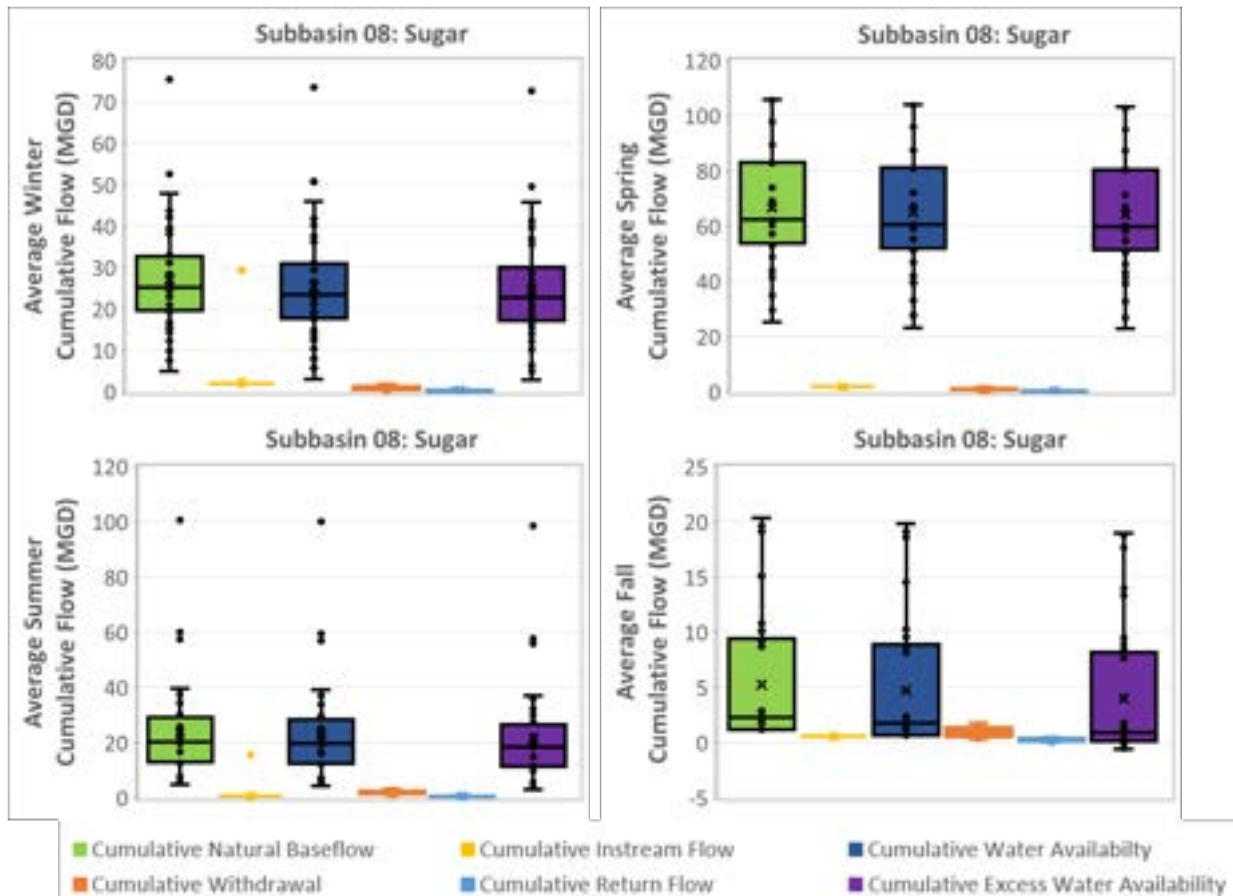 Subbasin 08: Sugar
Average Winter
Cumulative Flow (MGD)
80
70
60
50
40
30
20
10
0
Subbasin 08: Sugar
Average Spring
Cumulative Flow (MGD)
120
100
80
60
40
20
0
Subbasin 08: Sugar
Average Summer
Cumulative Flow (MGD)
120
100
80
60
40
20
0
Subbasin 08: Sugar
Average Fall
Cumulative Flow (MGD)
25
20
15
10
5
0
-5
Cumulative Natural Baseflow
Cumulative Instream Flow
Cumulative Water Availabilty
Cumulative Withdrawal
Cumulative Return Flow
Cumulative Excess Water Availability